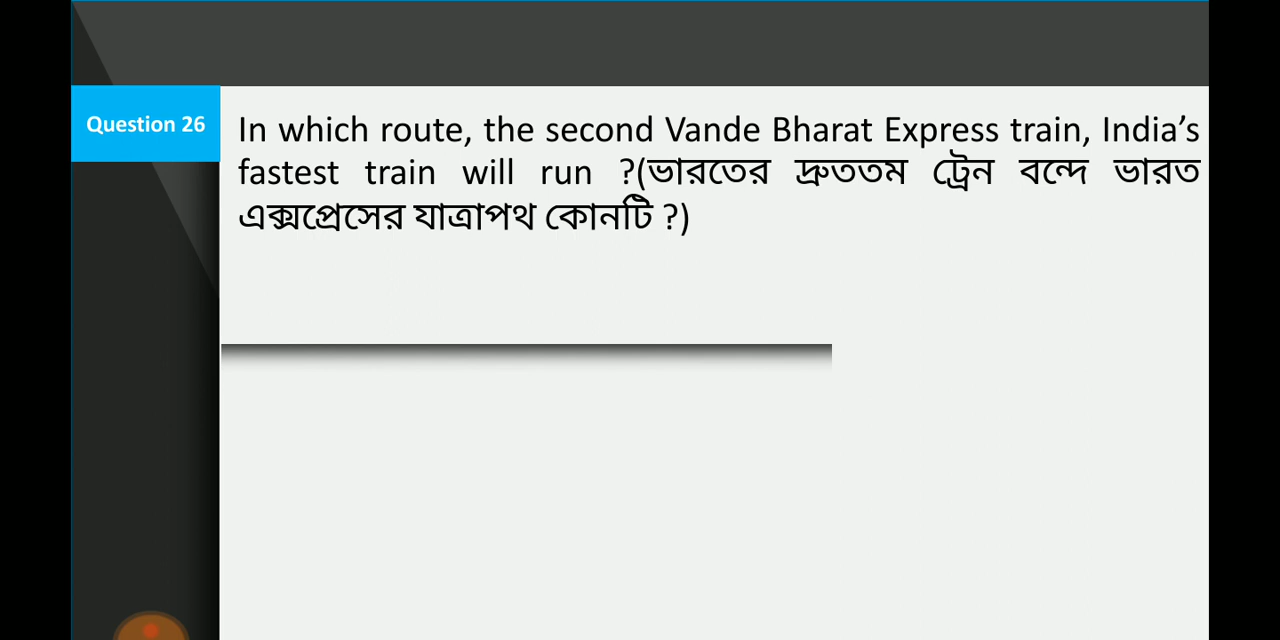 Question 26
In which route, the second Vande Bharat Express train, India’s
fastest train will run ?(ভারতের দ্রুততম ট্রেন বন্দে ভারত
এক্সপ্রেসের যাত্রাপথ কোনটি ?)